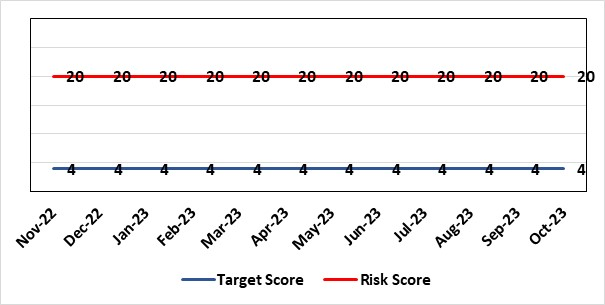 20 20 20 20 20 20 20 20 20 20 20 20
4 4 4 4 4 4 4 4 4 4 4 4
Nov-22 Dec-22 Jan-23 Feb-23 Mar-23 Apr-23 May-23 Jun-23 Jul-23 Aug-23 Sep-23 Oct-23
Target Score Risk Score